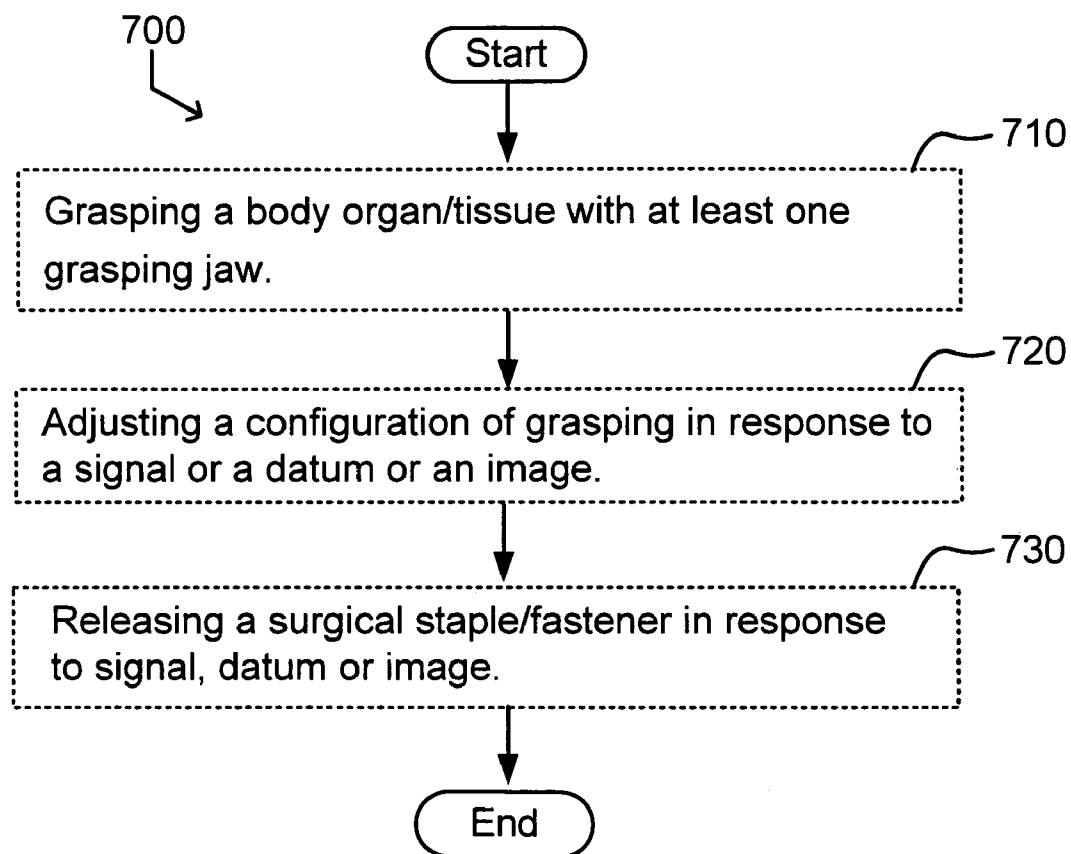 700
Start
710
Grasping a body organ/tissue with at least one
grasping jaw.
720
Adjusting a configuration of grasping in response to
a signal or a datum or an image.
730
Releasing a surgical staple/fastener in response
to signal, datum or image.
End